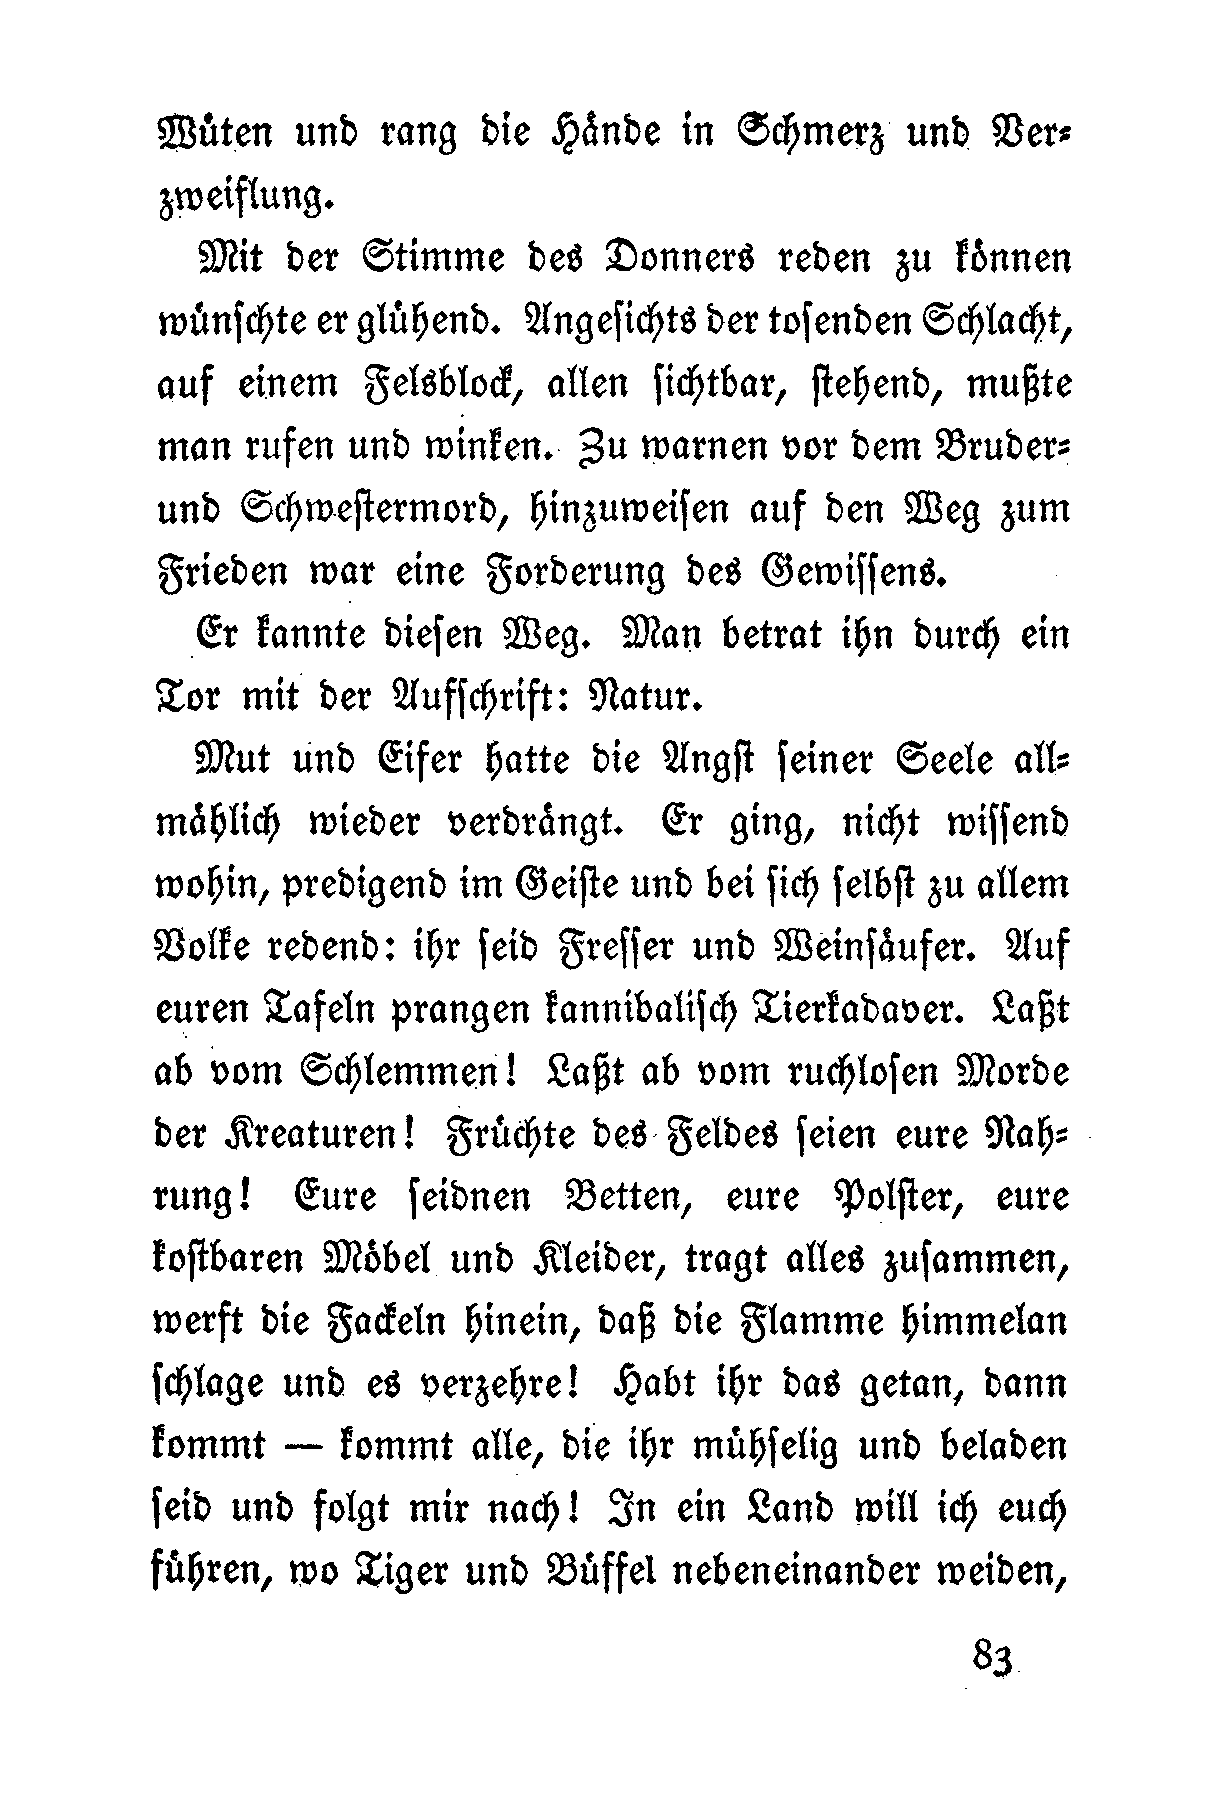 Wüten und rang die Hände in Schmerz und Ver-
zweiflung.
Mit der Stimme des Donners reden zu können
wünschte er glühend. Angesichts der tosenden Schlacht,
auf einem Felsblock, allen sichtbar, stehend, mußte
man rufen und winken. Zu warnen vor dem Bruder-
und Schwestermord, hinzuweisen auf den Weg zum
Frieden war eine Forderung des Gewissens.
Er kannte diesen Weg. Man betrat ihn durch ein
Tor mit der Aufschrift: Natur.
Mut und Eifer hatte die Angst seiner Seele all-
mählich wieder verdrängt. Er ging, nicht wissend
wohin, predigend im Geiste und bei sich selbst zu allem
Volke redend: ihr seid Fresser und Weinsäufer. Auf
euren Tafeln prangen kannibalisch Tierkadaver. Laßt
ab vom Schlemmen! Laßt ab vom ruchlosen Morde
der Kreaturen! Früchte des Feldes seien eure Nah-
rung! Eure seidnen Betten, eure Polster, eure
kostbaren Möbel und Kleider, tragt alles zusammen,
werft die Fackeln hinein, daß die Flamme himmelan
schlage und es verzehre! Habt ihr das getan, dann
kommt — kommt alle, die ihr mühselig und beladen
seid und folgt mir nach! In ein Land will ich euch
führen, wo Tiger und Büffel nebeneinander weiden,
83